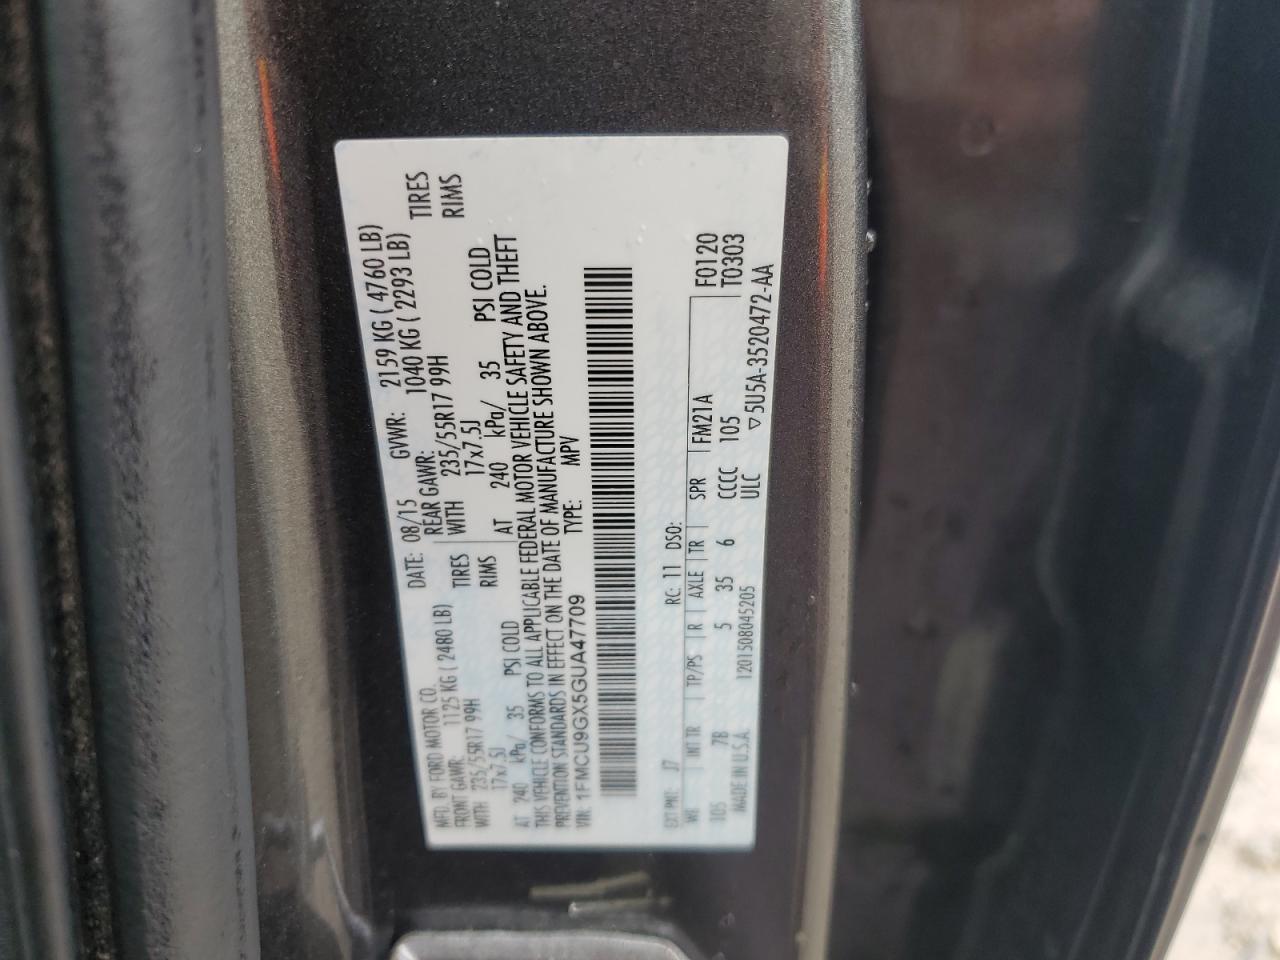 MFD. BY FORD MOTOR CO. DATE: 08/15 GVWR: 2159 KG ( 4760 LB)
FRONT GAWR: 1125 KG ( 2480 LB) REAR GAWR: 1040 KG ( 2293 LB)
WITH 235/55R17 99H TIRES WITH 235/55R17 99H TIRES
17x7.5J RIMS 17x7.5J RIMS
AT 240 kPa/ 35 PSI COLD AT 240 kPa/ 35 PSI COLD
THIS VEHICLE CONFORMS TO ALL APPLICABLE FEDERAL MOTOR VEHICLE SAFETY AND THEFT
PREVENTION STANDARDS IN EFFECT ON THE DATE OF MANUFACTURE SHOWN ABOVE.
VIN: 1FMCU9GX5GUA47709 TYPE: MPV
EXT PNT: J7 RC: 11 DSO: F0120
WB INT TR TP/PS R AXLE TR SPR FM21A T0303
105 7B 5 35 6 CCCC 105
MADE IN U.S.A 1201508045205 ULC ▽5U5A-3520472-AA